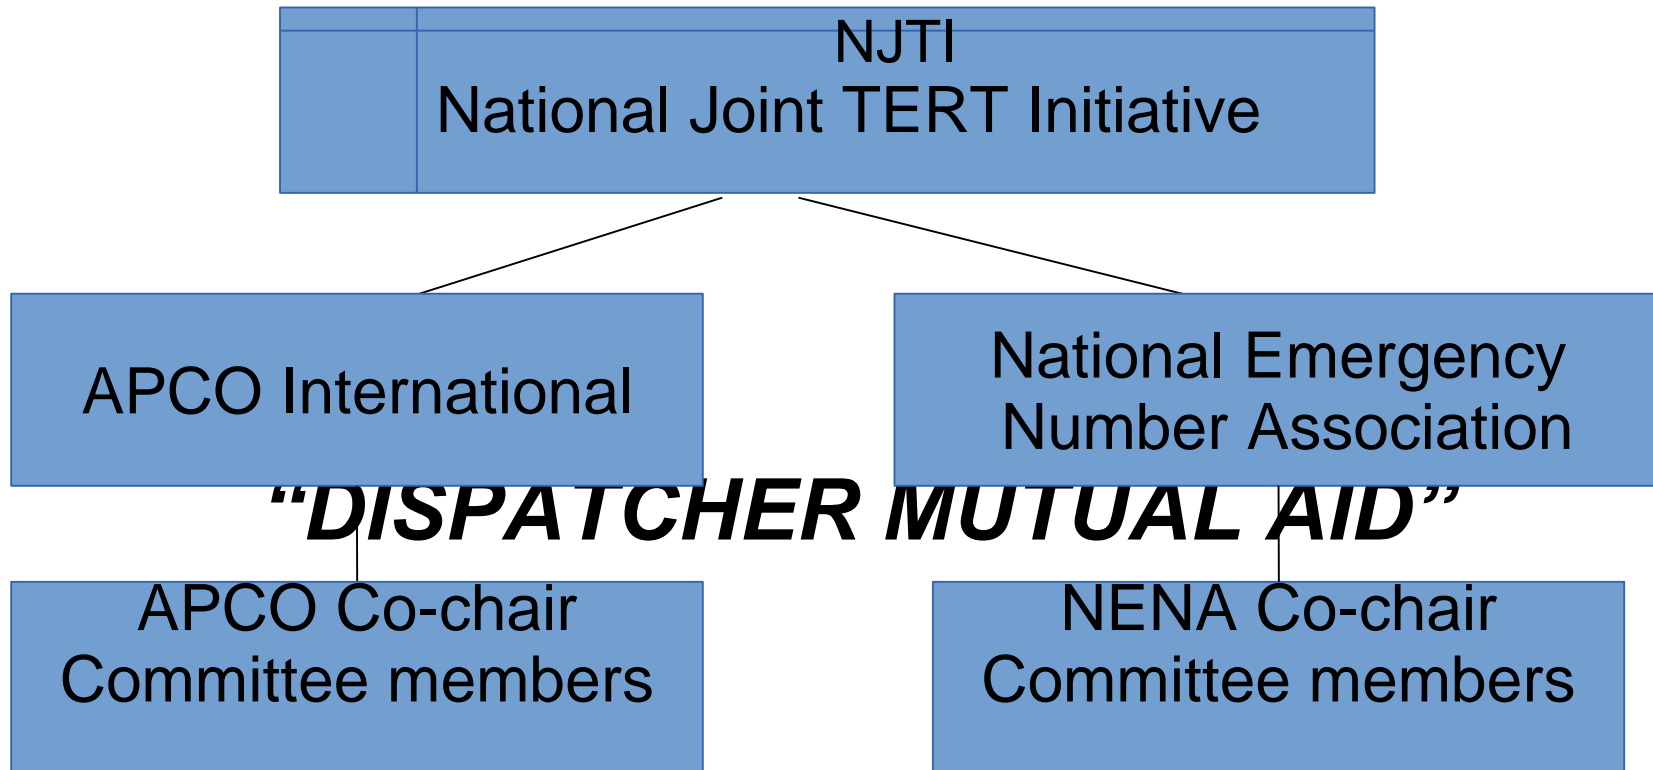 NJTI
National Joint TERT Initiative
APCO International
National Emergency
Number Association
“DISPATCHER MUTUAL AID”
APCO Co-chair
Committee members
NENA Co-chair
Committee members